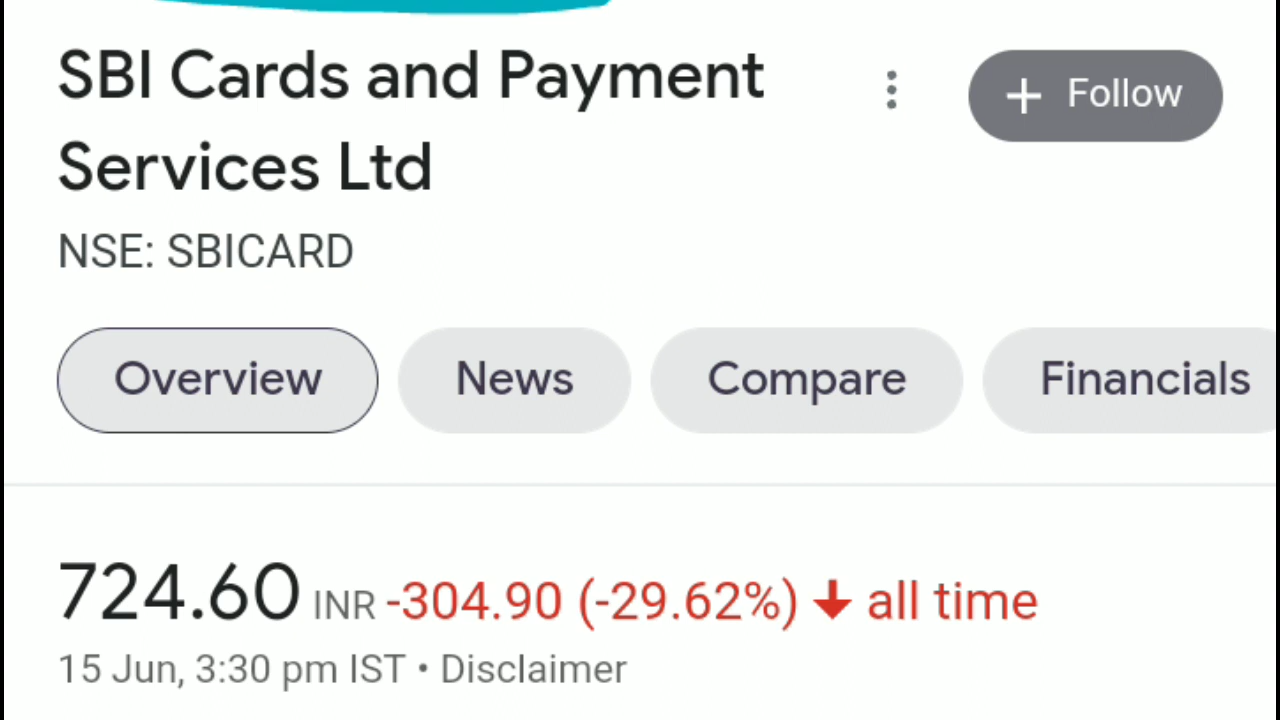 SBI Cards and Payment
Services Ltd
+ Follow
NSE: SBICARD
Overview
News
Compare
Financials
724.60 INR -304.90 (-29.62%) ↓ all time
15 Jun, 3:30 pm IST • Disclaimer